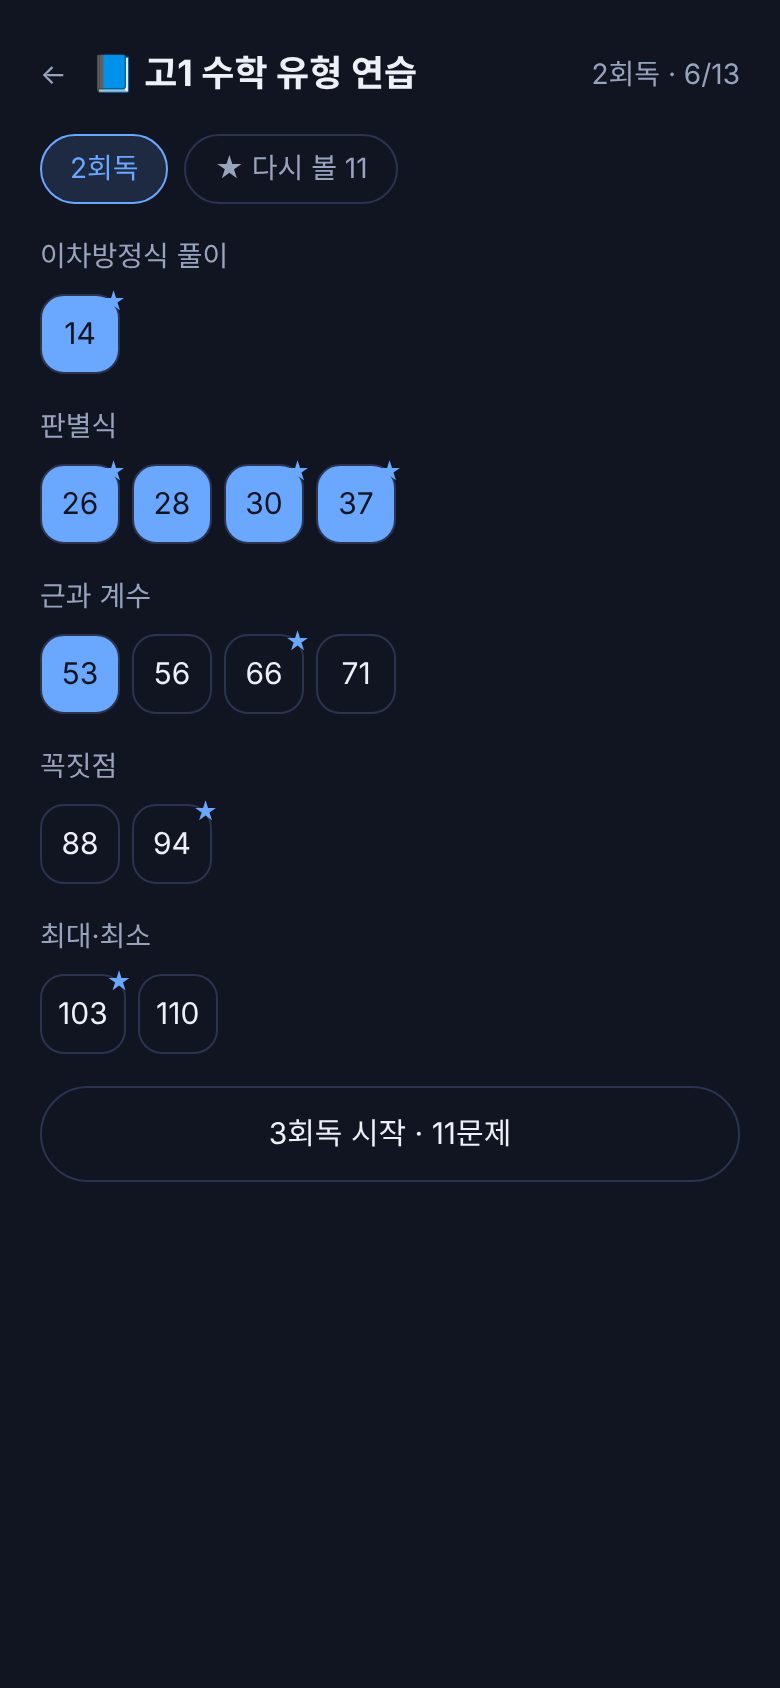 ← 📘 고1 수학 유형 연습 2회독 · 6/13
2회독 ★ 다시 볼 11
이차방정식 풀이
14 ★
판별식
26 ★ 28 30 ★ 37 ★
근과 계수
53 56 66 ★ 71
꼭짓점
88 94 ★
최대·최소
103 ★ 110
3회독 시작 · 11문제